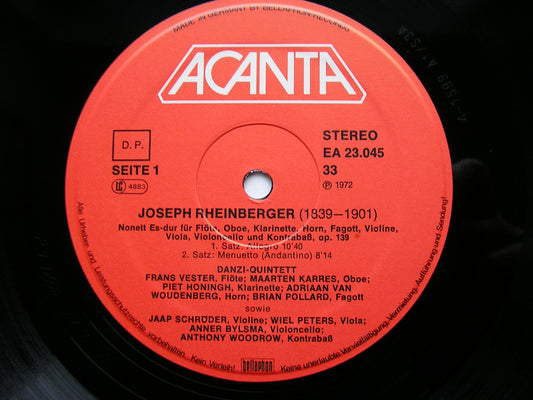 MADE IN GERMANY BY BELLAPHON-RECORDS
ACANTA
D. P.
STEREO
EA 23.045
SEITE 1
33
LC 4883
Ⓟ 1972
JOSEPH RHEINBERGER (1839—1901)
Nonett Es-dur für Flöte, Oboe, Klarinette, Horn, Fagott, Violine,
Viola, Violoncello und Kontrabaß, op. 139
1. Satz: Allegro 10'40
2. Satz: Menuetto (Andantino) 8'14
DANZI-QUINTETT
FRANS VESTER, Flöte; MAARTEN KARRES, Oboe;
PIET HONINGH, Klarinette; ADRIAAN VAN
WOUDENBERG, Horn; BRIAN POLLARD, Fagott
sowie
JAAP SCHRÖDER, Violine; WIEL PETERS, Viola;
ANNER BYLSMA, Violoncello;
ANTHONY WOODROW, Kontrabaß
Alle Urheber- und Leistungsschutzrechte vorbehalten. Kein Verleih! Keine unerlaubte Vervielfältigung, Vermietung, Aufführung und Sendung!
bellaphon